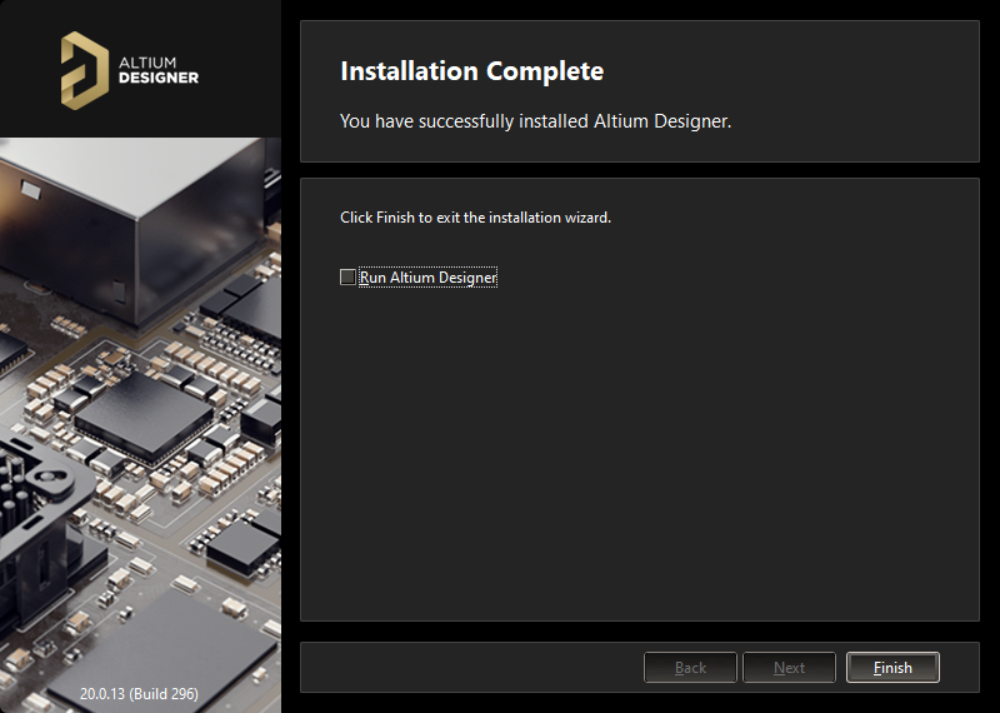 ALTIUM
DESIGNER
Installation Complete
You have successfully installed Altium Designer.
Click Finish to exit the installation wizard.
Run Altium Designer
20.0.13 (Build 296)
Back
Next
Finish